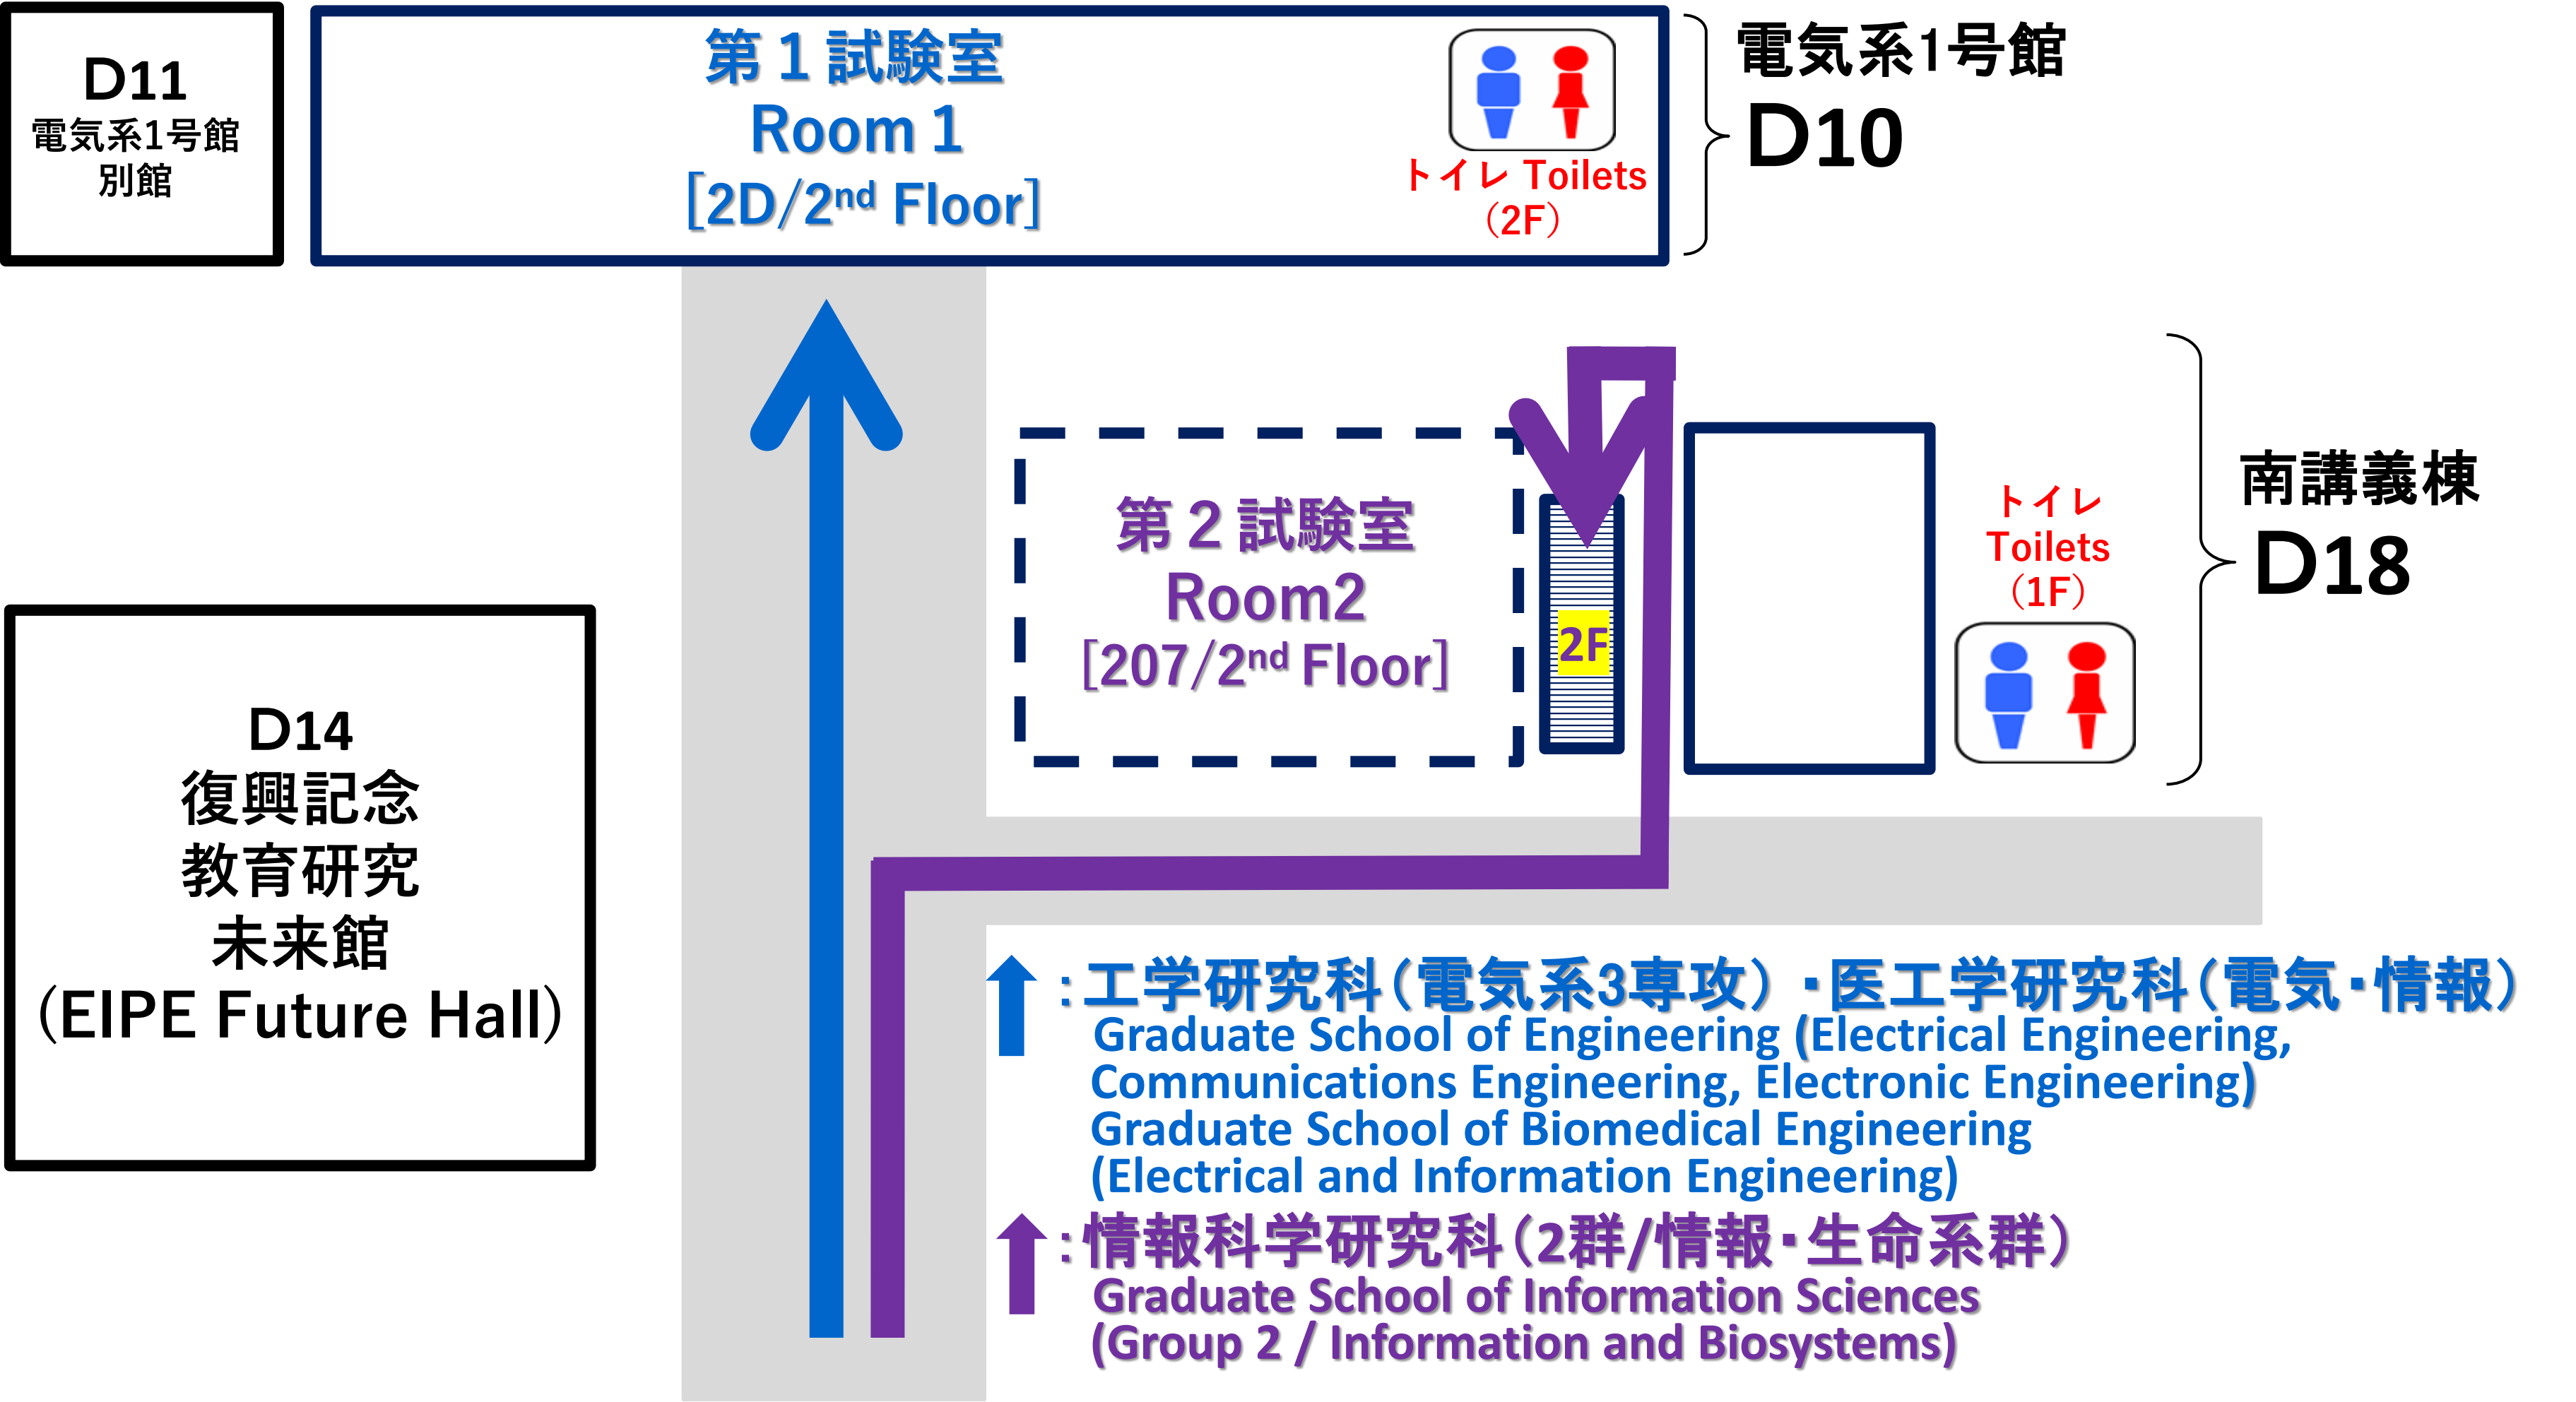 D11
電気系1号館
別館
第1試験室
Room 1
[2D/2nd Floor]
トイレ Toilets
(2F)
電気系1号館
D10
第2試験室
Room2
[207/2nd Floor]
2F
トイレ
Toilets
(1F)
南講義棟
D18
D14
復興記念
教育研究
未来館
(EIPE Future Hall)
:工学研究科(電気系3専攻)・医工学研究科(電気・情報)
Graduate School of Engineering (Electrical Engineering,
Communications Engineering, Electronic Engineering)
Graduate School of Biomedical Engineering
(Electrical and Information Engineering)
:情報科学研究科(2群/情報・生命系群)
Graduate School of Information Sciences
(Group 2 / Information and Biosystems)